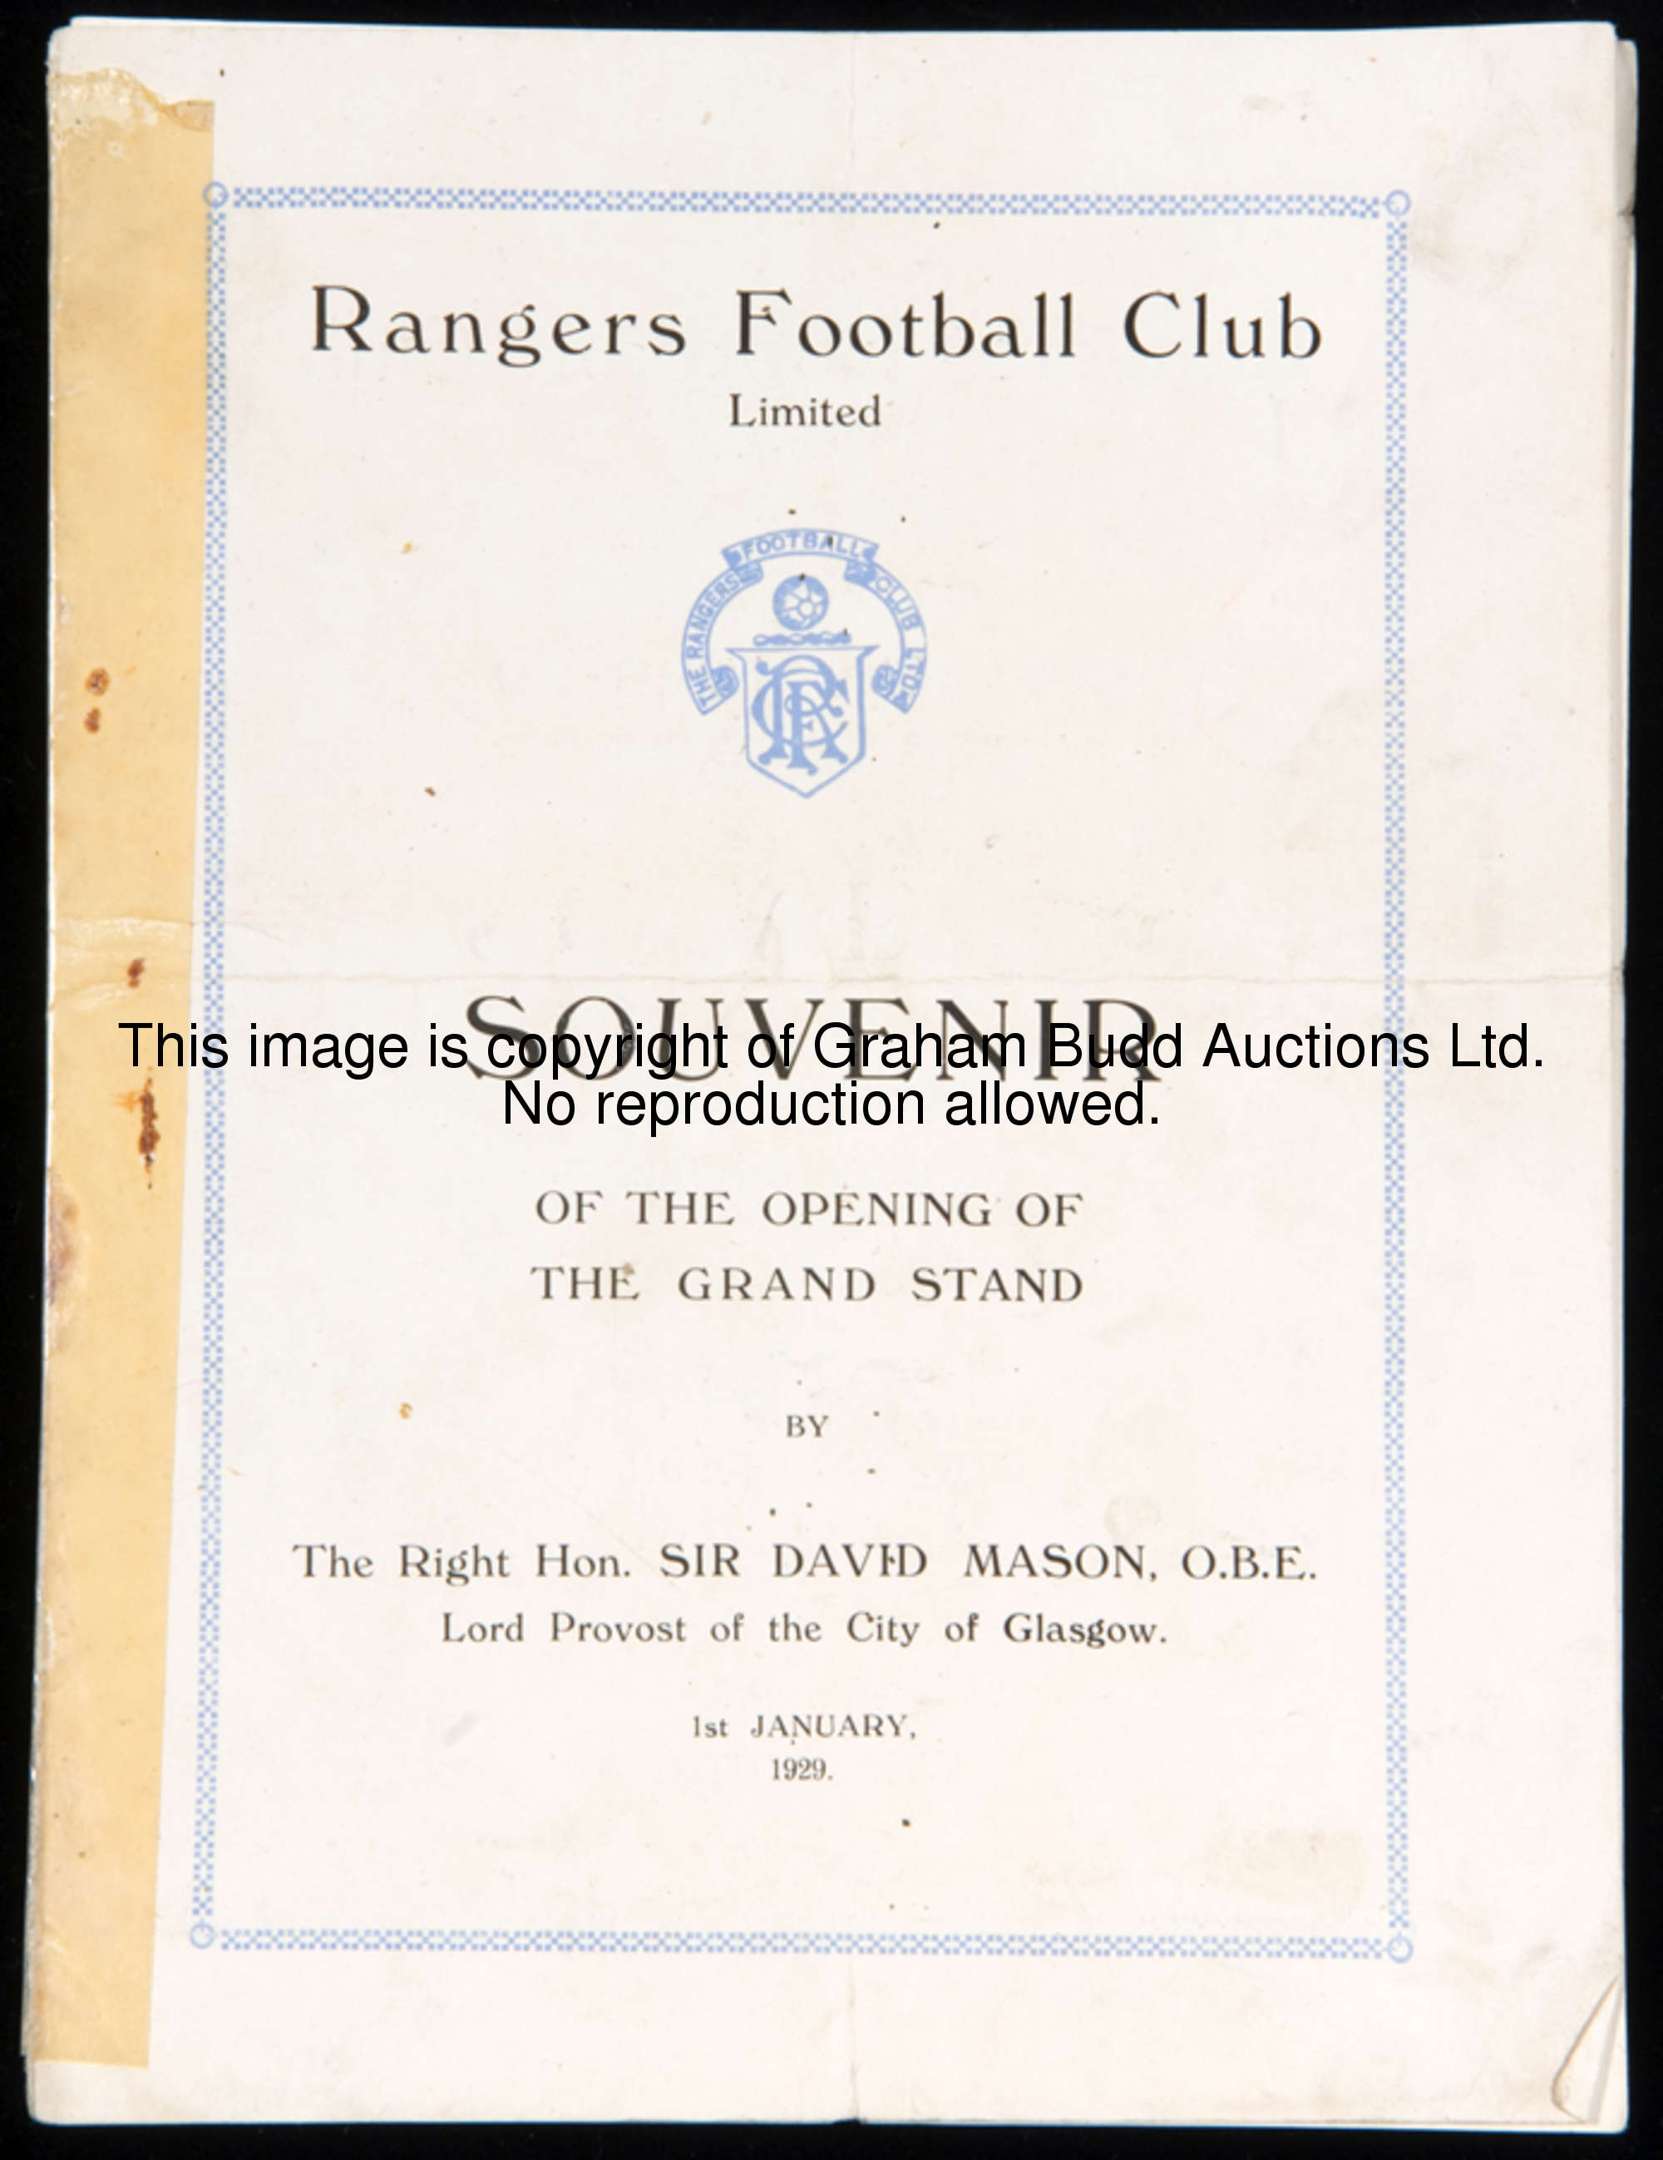 Rangers Football Club
Limited
THE RANGERS FOOTBALL CLUB LTD
RFC
SOUVENIR
This image is copyright of Graham Budd Auctions Ltd.
No reproduction allowed.
OF THE OPENING OF
THE GRAND STAND
BY
The Right Hon. SIR DAVID MASON, O.B.E.
Lord Provost of the City of Glasgow.
1st JANUARY,
1929.